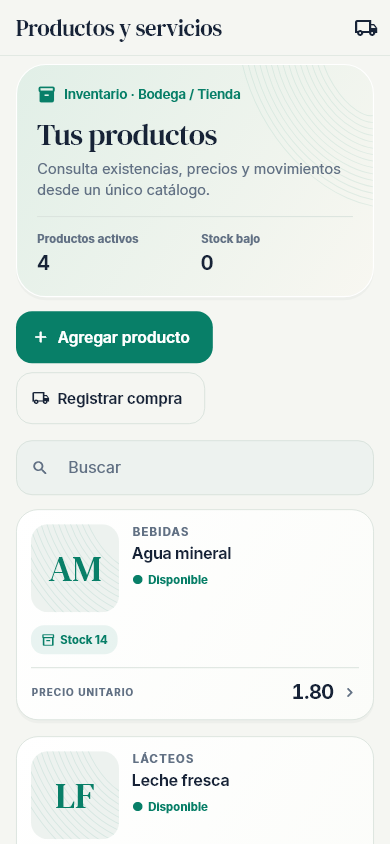 Productos y servicios
Inventario · Bodega / Tienda
Tus productos
Consulta existencias, precios y movimientos
desde un único catálogo.
Productos activos
4
Stock bajo
0
+ Agregar producto
Registrar compra
Buscar
AM
BEBIDAS
Agua mineral
Disponible
Stock 14
PRECIO UNITARIO
1.80
LF
LÁCTEOS
Leche fresca
Disponible